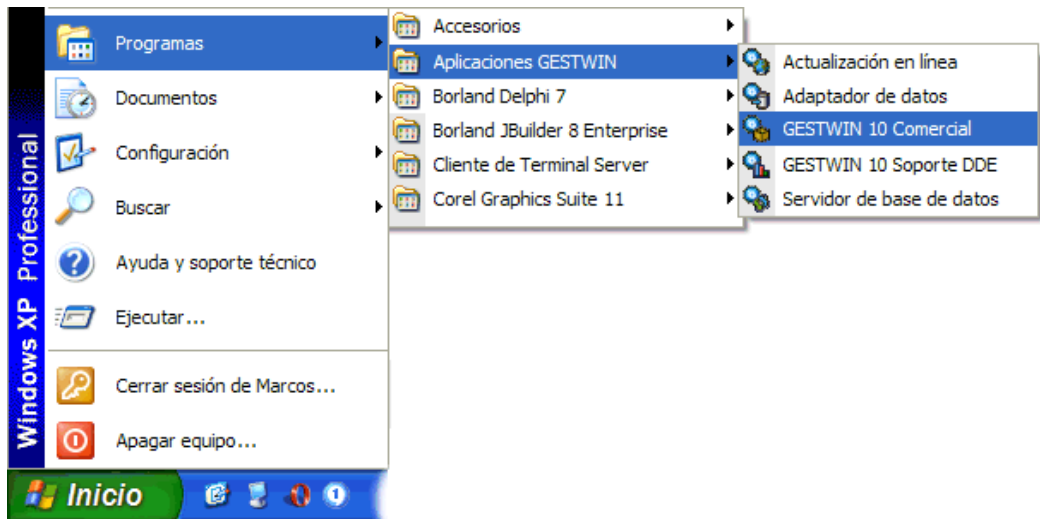 Programas
Documentos
Configuración
Buscar
Ayuda y soporte técnico
Ejecutar...
Cerrar sesión de Marcos...
Apagar equipo...
Windows XP Professional
Inicio
Accesorios
Aplicaciones GESTWIN
Borland Delphi 7
Borland JBuilder 8 Enterprise
Cliente de Terminal Server
Corel Graphics Suite 11
Actualización en línea
Adaptador de datos
GESTWIN 10 Comercial
GESTWIN 10 Soporte DDE
Servidor de base de datos